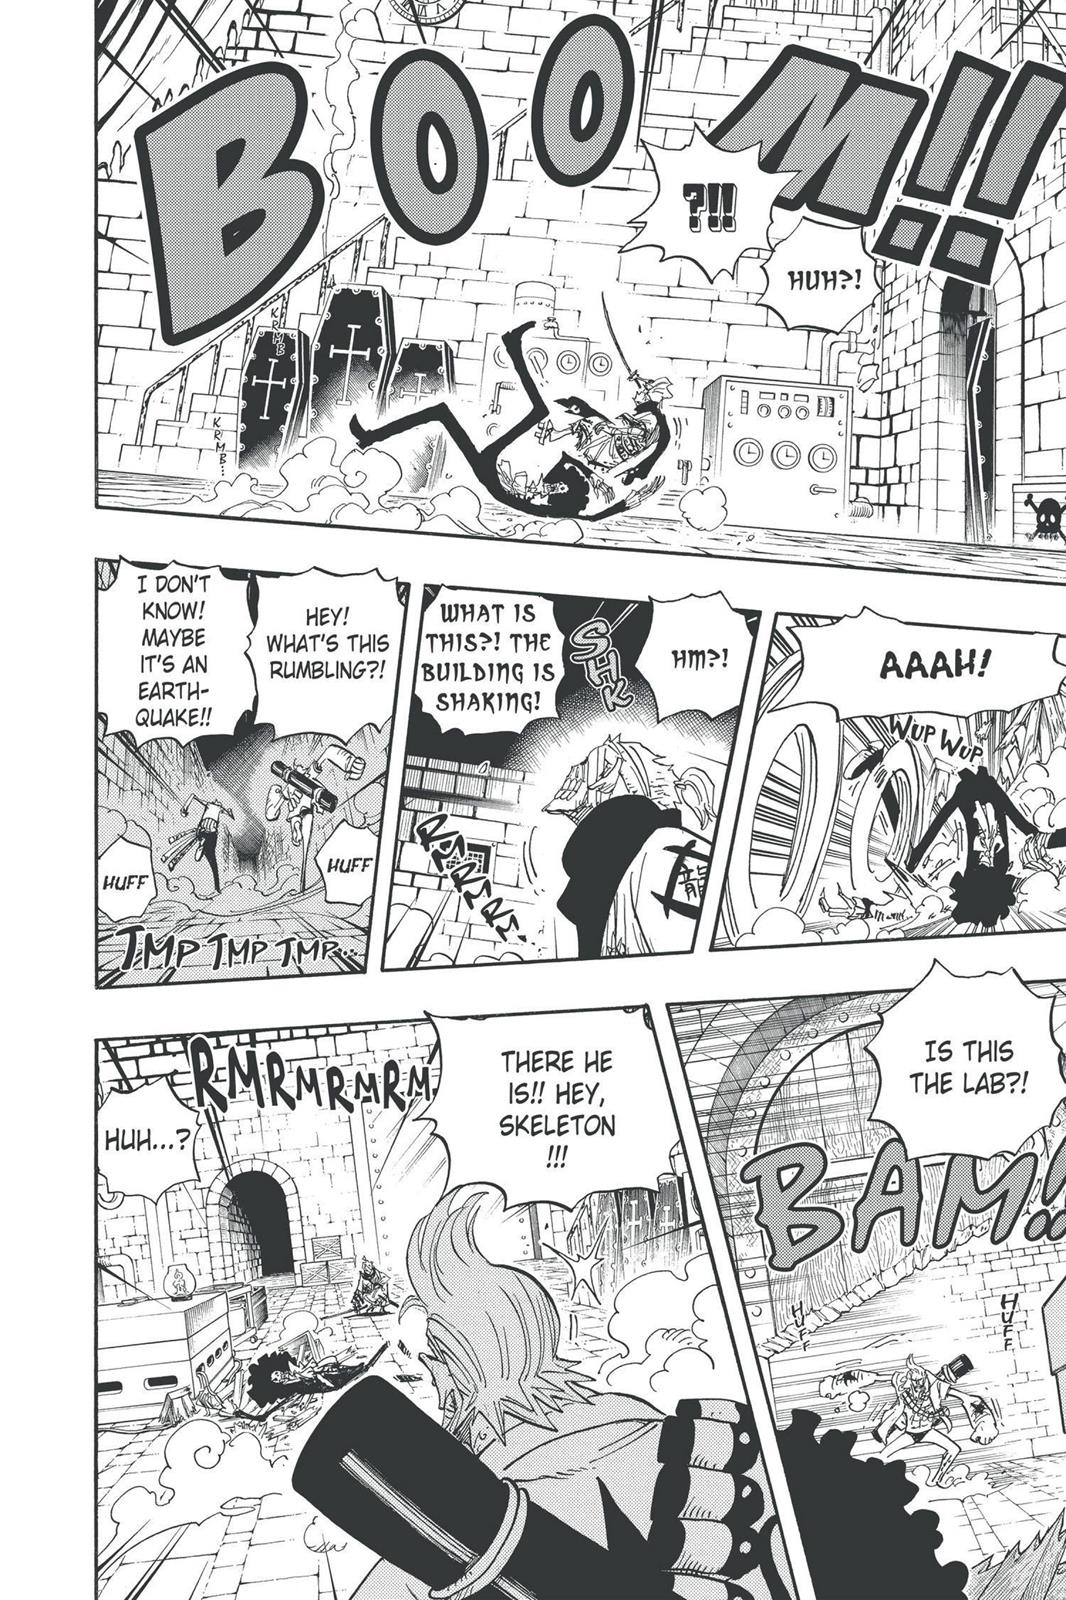 BOOM!!
?!!
HUH?!
KRMB
KRMB...
AAAH!
WUP WUP
HM?!
SHK
WHAT IS
THIS?! THE
BUILDING IS
SHAKING!
RMRMRM
龍
HEY!
WHAT'S THIS
RUMBLING?!
I DON'T
KNOW!
MAYBE
IT'S AN
EARTH-
QUAKE!!
HUFF
HUFF
TMP TMP TMP...
IS THIS
THE LAB?!
BAM!!
HUFF
HUFF
THERE HE
IS!! HEY,
SKELETON
!!!
RMRMRMRM
HUH...?